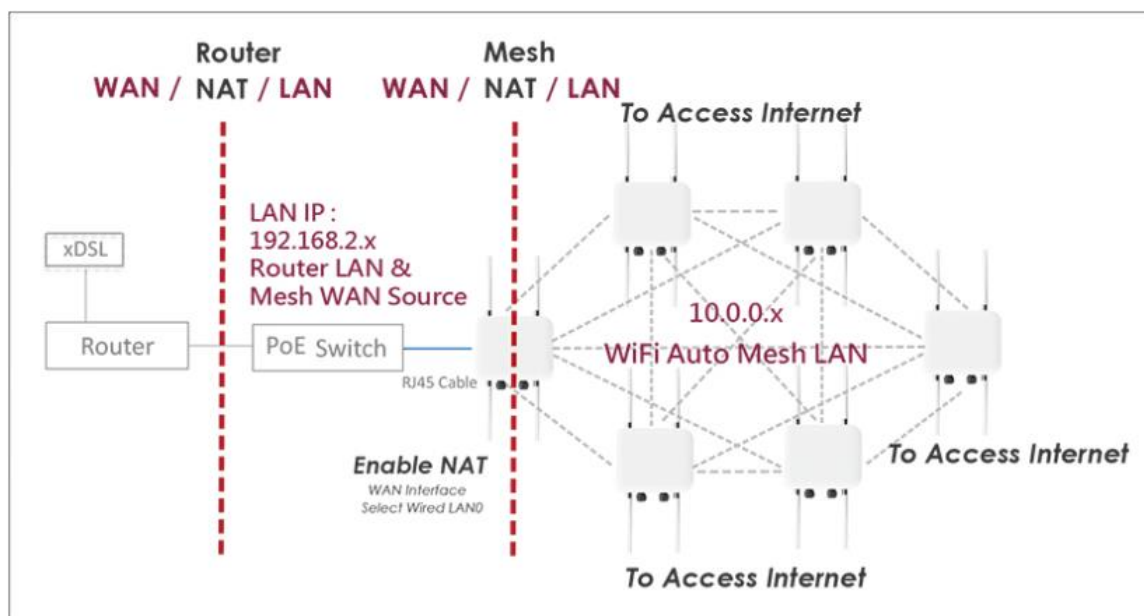 Router
WAN / NAT / LAN
Mesh
WAN / NAT / LAN
To Access Internet
LAN IP :
192.168.2.x
Router LAN &
Mesh WAN Source
xDSL
Router
PoE Switch
RJ45 Cable
10.0.0.x
WiFi Auto Mesh LAN
Enable NAT
WAN Interface
Select Wired LAN0
To Access Internet
To Access Internet